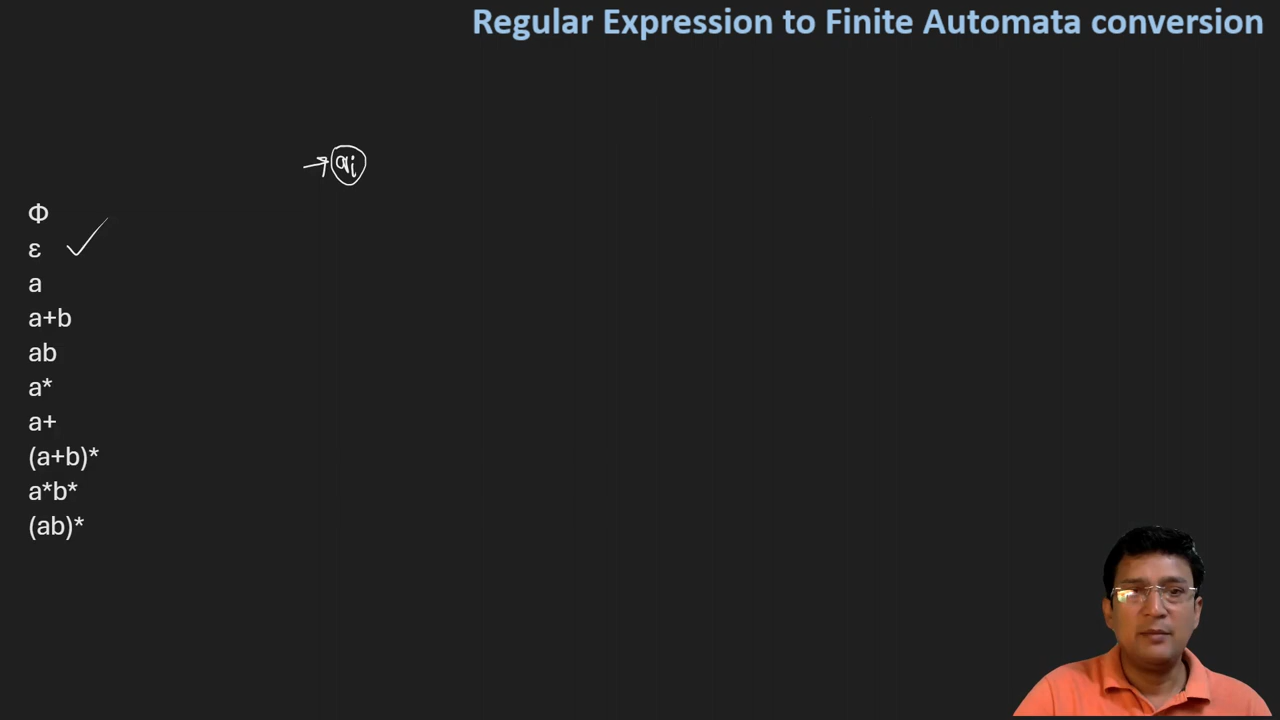 Regular Expression to Finite Automata conversion
qi
Φ
ε
a
a+b
ab
a*
a+
(a+b)*
a*b*
(ab)*